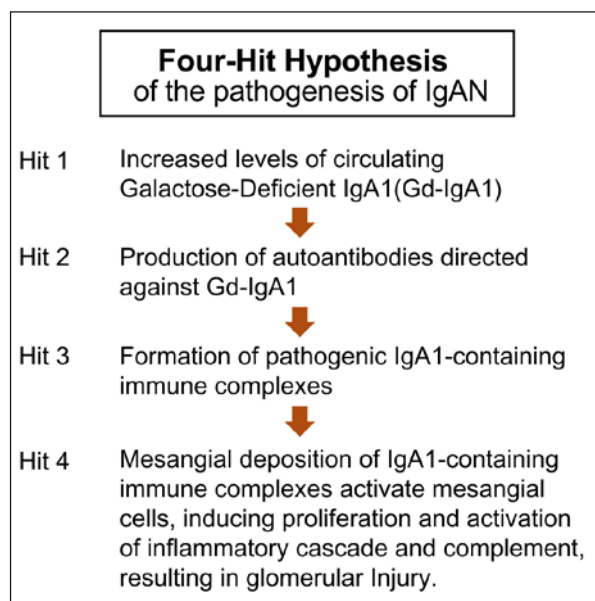 Four-Hit Hypothesis
of the pathogenesis of IgAN
Hit 1 Increased levels of circulating
Galactose-Deficient IgA1(Gd-IgA1)
Hit 2 Production of autoantibodies directed
against Gd-IgA1
Hit 3 Formation of pathogenic IgA1-containing
immune complexes
Hit 4 Mesangial deposition of IgA1-containing
immune complexes activate mesangial
cells, inducing proliferation and activation
of inflammatory cascade and complement,
resulting in glomerular Injury.